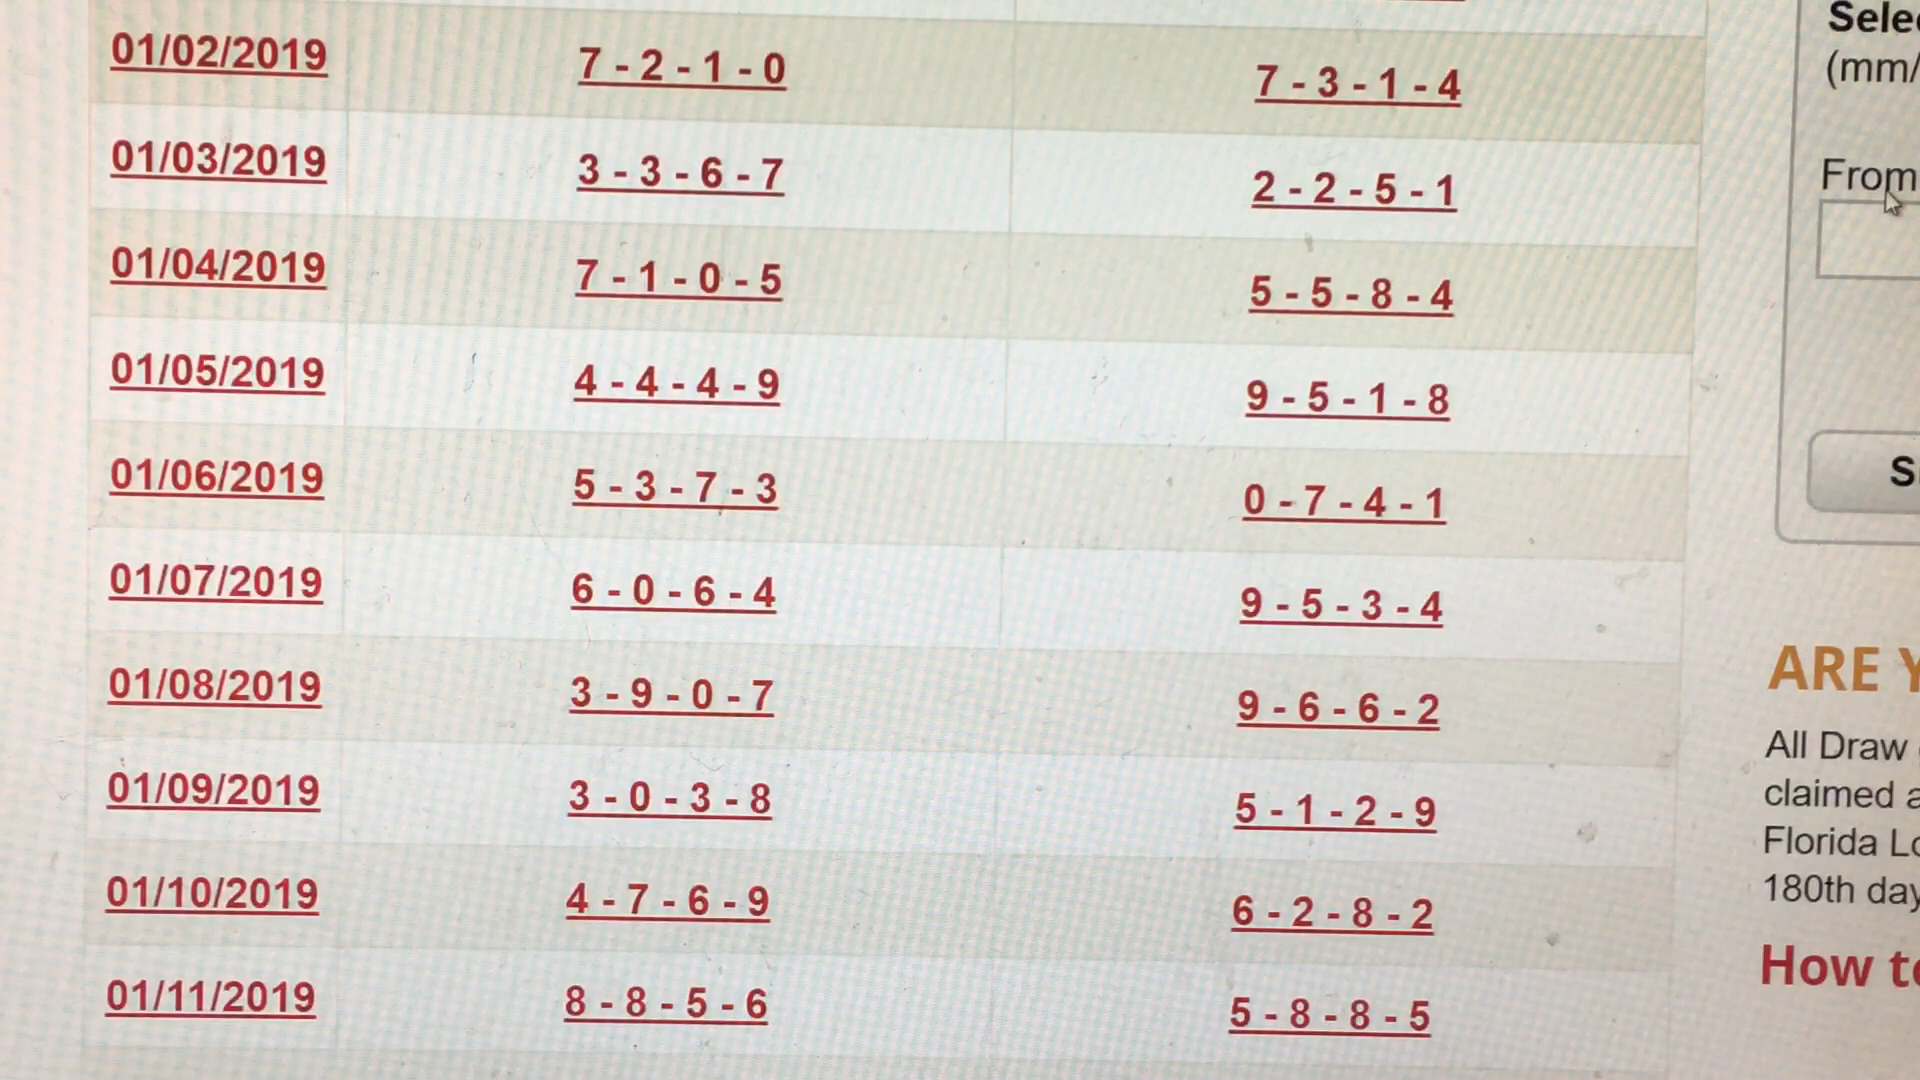 01/02/2019 7 - 2 - 1 - 0 7 - 3 - 1 - 4
01/03/2019 3 - 3 - 6 - 7 2 - 2 - 5 - 1
01/04/2019 7 - 1 - 0 - 5 5 - 5 - 8 - 4
01/05/2019 4 - 4 - 4 - 9 9 - 5 - 1 - 8
01/06/2019 5 - 3 - 7 - 3 0 - 7 - 4 - 1
01/07/2019 6 - 0 - 6 - 4 9 - 5 - 3 - 4
01/08/2019 3 - 9 - 0 - 7 9 - 6 - 6 - 2
01/09/2019 3 - 0 - 3 - 8 5 - 1 - 2 - 9
01/10/2019 4 - 7 - 6 - 9 6 - 2 - 8 - 2
01/11/2019 8 - 8 - 5 - 6 5 - 8 - 8 - 5
(mm/
From
ARE
All Draw
claimed
Florida
180th day
How